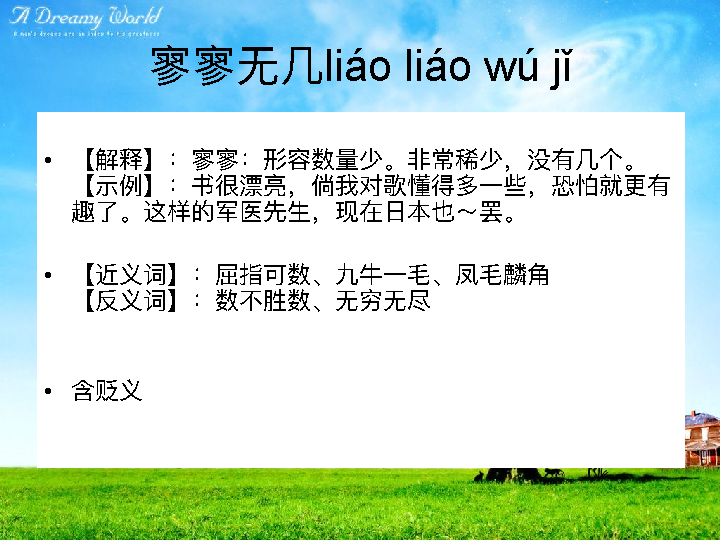 A Dreamy World
A man's dreams are an index to his greatness
寥寥无几liáo liáo wú jǐ
• 【解释】：寥寥：形容数量少。非常稀少，没有几个。
【示例】：书很漂亮，倘我对歌懂得多一些，恐怕就更有
趣了。这样的军医先生，现在日本也～罢。
• 【近义词】：屈指可数、九牛一毛、凤毛麟角
【反义词】：数不胜数、无穷无尽
• 含贬义